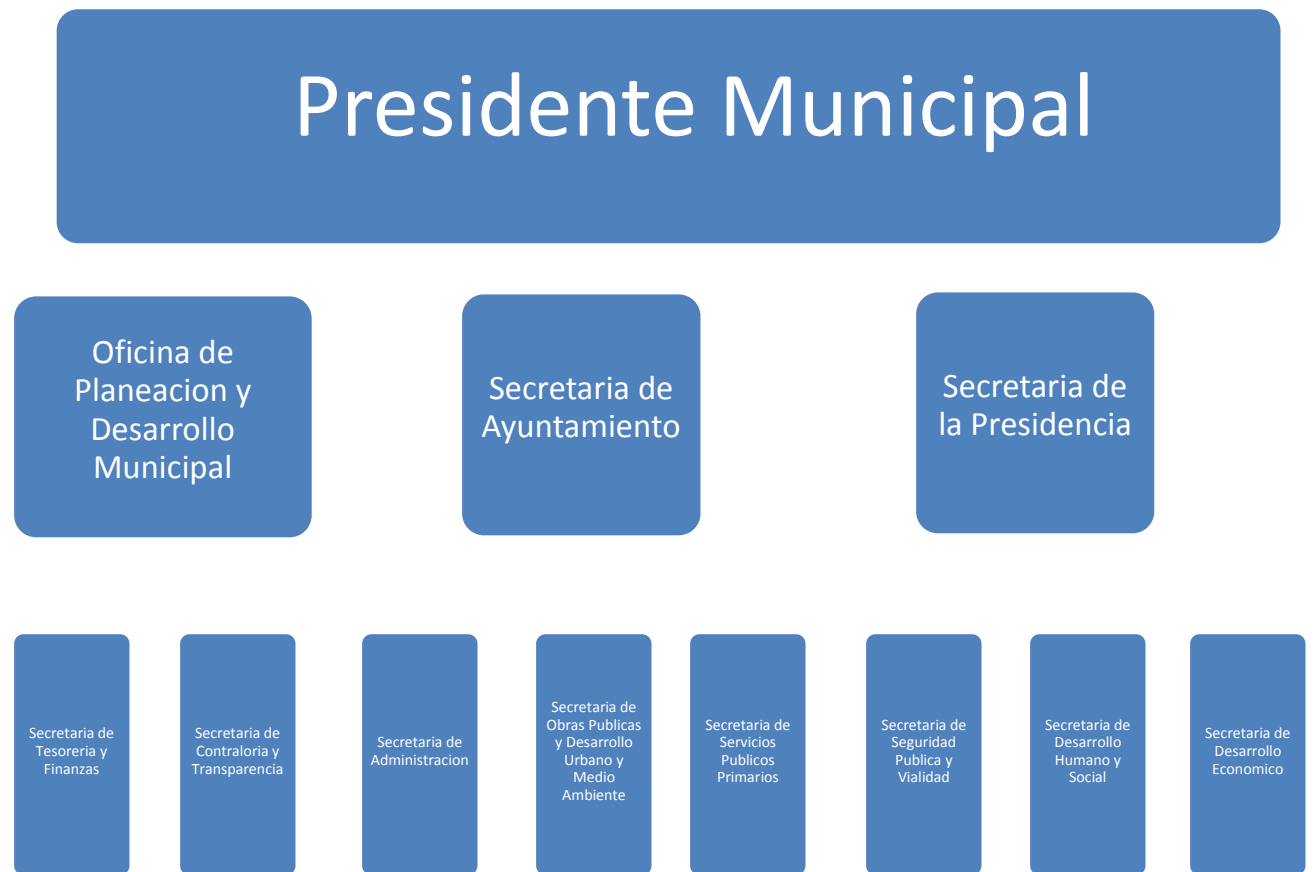 Presidente Municipal
Oficina de
Planeacion y
Desarrollo
Municipal
Secretaria de
Ayuntamiento
Secretaria de
la Presidencia
Secretaria de
Tesoreria y
Finanzas
Secretaria de
Contraloria y
Transparencia
Secretaria de
Administracion
Secretaria de
Obras Publicas
y Desarrollo
Urbano y
Medio
Ambiente
Secretaria de
Servicios
Publicos
Primarios
Secretaria de
Seguridad
Publica y
Vialidad
Secretaria de
Desarrollo
Humano y
Social
Secretaria de
Desarrollo
Economico